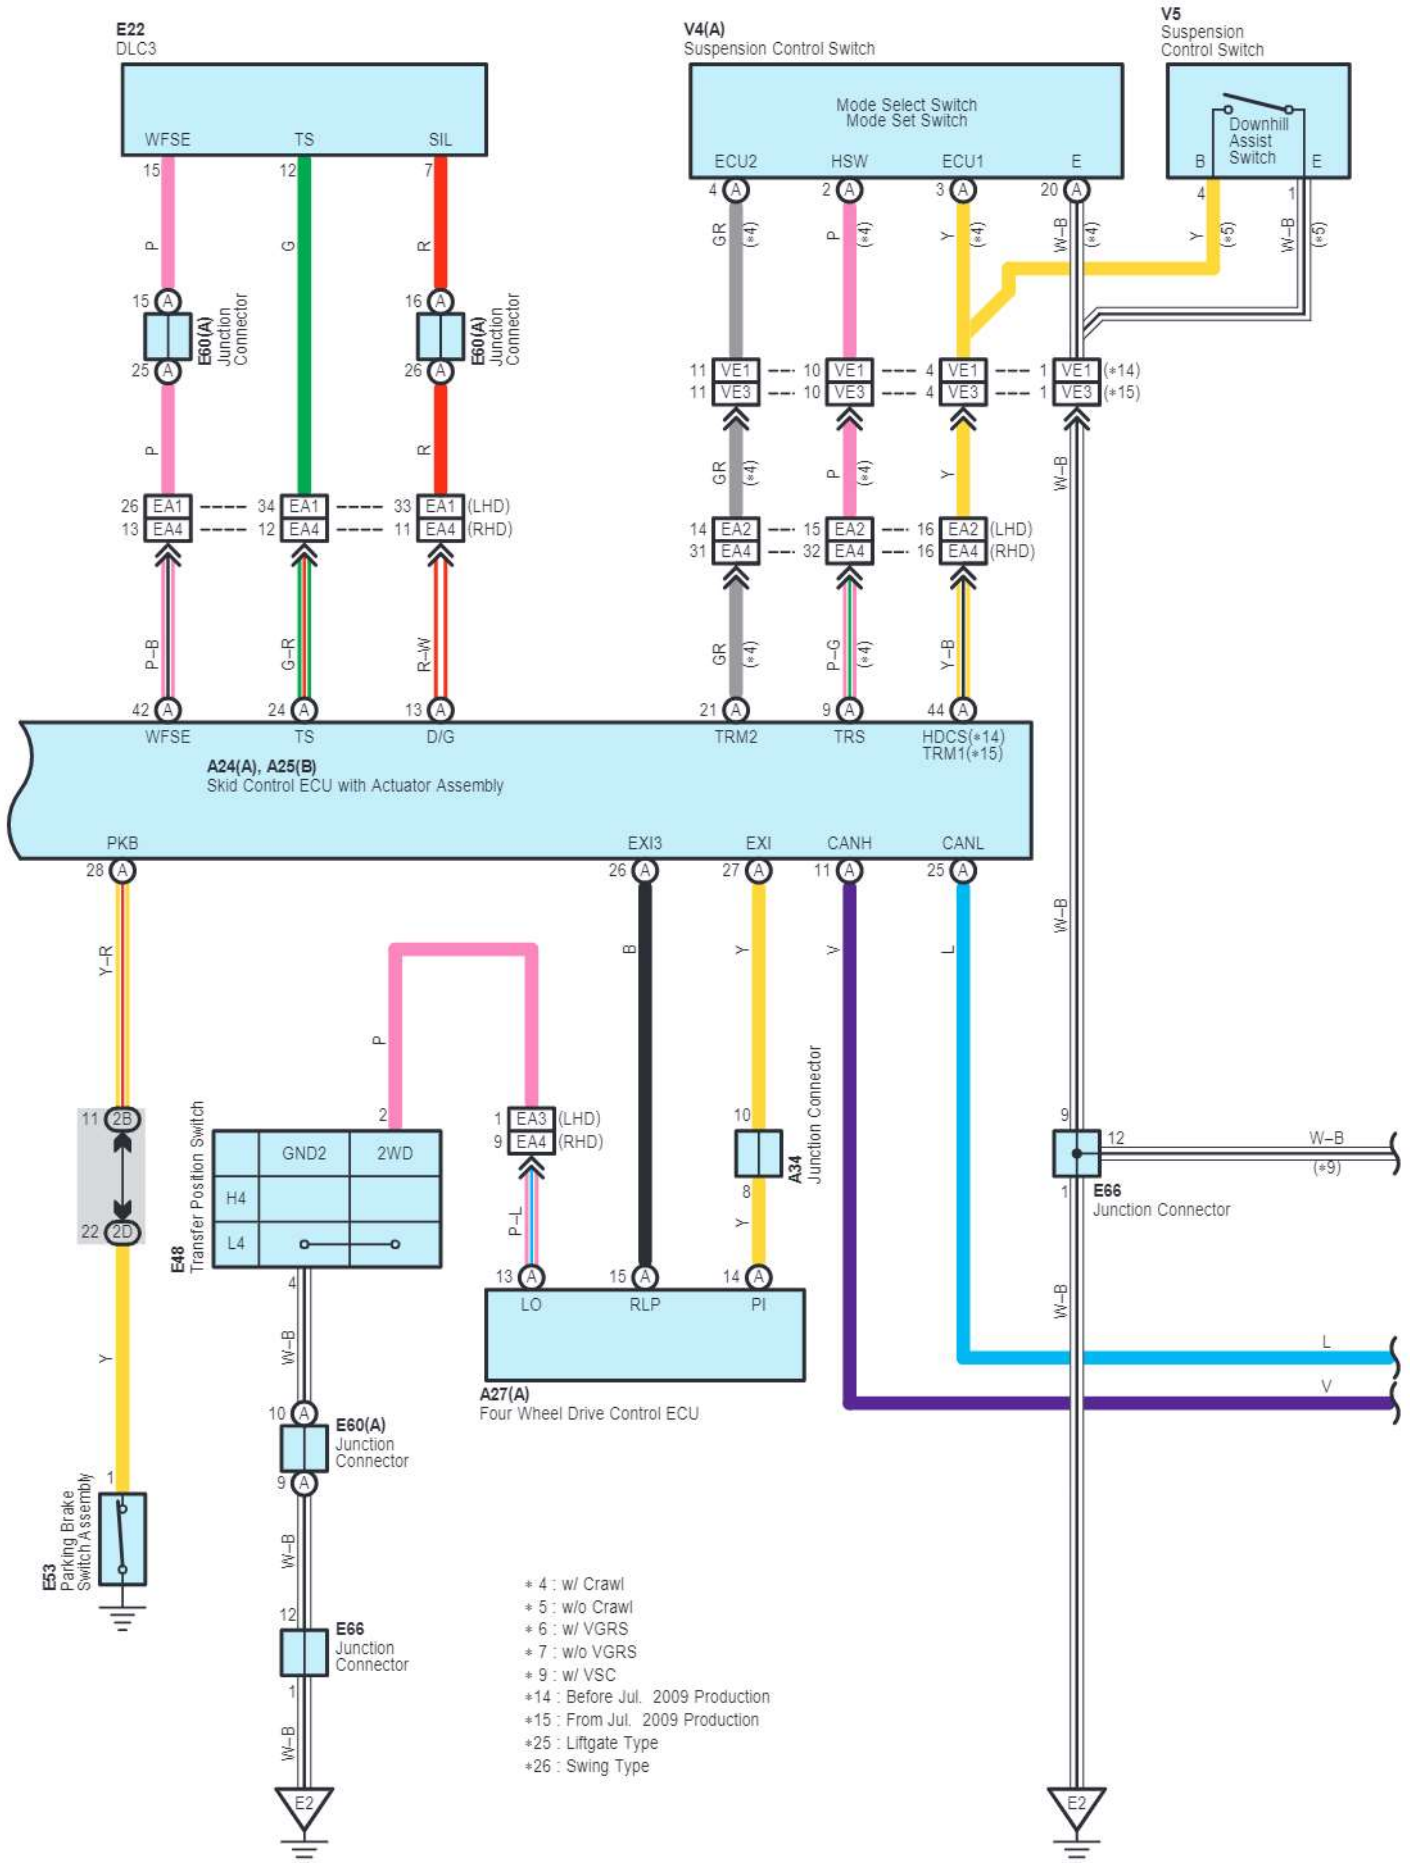 E22
DLC3
V4(A)
Suspension Control Switch
V5
Suspension
Control Switch
Mode Select Switch
Mode Set Switch
Downhill
Assist
Switch
WFSE TS SIL
ECU2 HSW ECU1 E
B E
15 12 7
4 A 2 A 3 A 20 A
4 1
P G R
GR (*4) P (*4) Y (*4) W–B (*4)
Y (*5) W–B (*5)
15 A 16 A
E60(A)
Junction
Connector
E60(A)
Junction
Connector
25 A 26 A
11 VE1 10 VE1 4 VE1 1 VE1 (*14)
11 VE3 10 VE3 4 VE3 1 VE3 (*15)
P R
GR (*4) P (*4) Y W–B
26 EA1 34 EA1 33 EA1 (LHD)
13 EA4 12 EA4 11 EA4 (RHD)
14 EA2 15 EA2 16 EA2 (LHD)
31 EA4 32 EA4 16 EA4 (RHD)
P–B G–R R–W
GR (*4) P–G (*4) Y–B
42 A 24 A 13 A 21 A 9 A 44 A
WFSE TS D/G TRM2 TRS HDCS(*14)
TRM1(*15)
A24(A), A25(B)
Skid Control ECU with Actuator Assembly
PKB EXI3 EXI CANH CANL
28 A 26 A 27 A 11 A 25 A
Y–R B Y V L W–B
P
11 2B
22 2D
Y
1
E53
Parking Brake
Switch Assembly
E48
Transfer Position Switch
2
GND2 2WD
H4
L4
4
1 EA3 (LHD)
9 EA4 (RHD)
P–L
10
A34
Junction Connector
8
Y
9
12 W–B
(*9)
1
E66
Junction Connector
W–B
13 A 15 A 14 A
LO RLP PI
A27(A)
Four Wheel Drive Control ECU
L
V
W–B
10 A
E60(A)
Junction
Connector
9 A
W–B
12
E66
Junction
Connector
1
W–B
E2
E2
* 4 : w/ Crawl
* 5 : w/o Crawl
* 6 : w/ VGRS
* 7 : w/o VGRS
* 9 : w/ VSC
*14 : Before Jul. 2009 Production
*15 : From Jul. 2009 Production
*25 : Liftgate Type
*26 : Swing Type